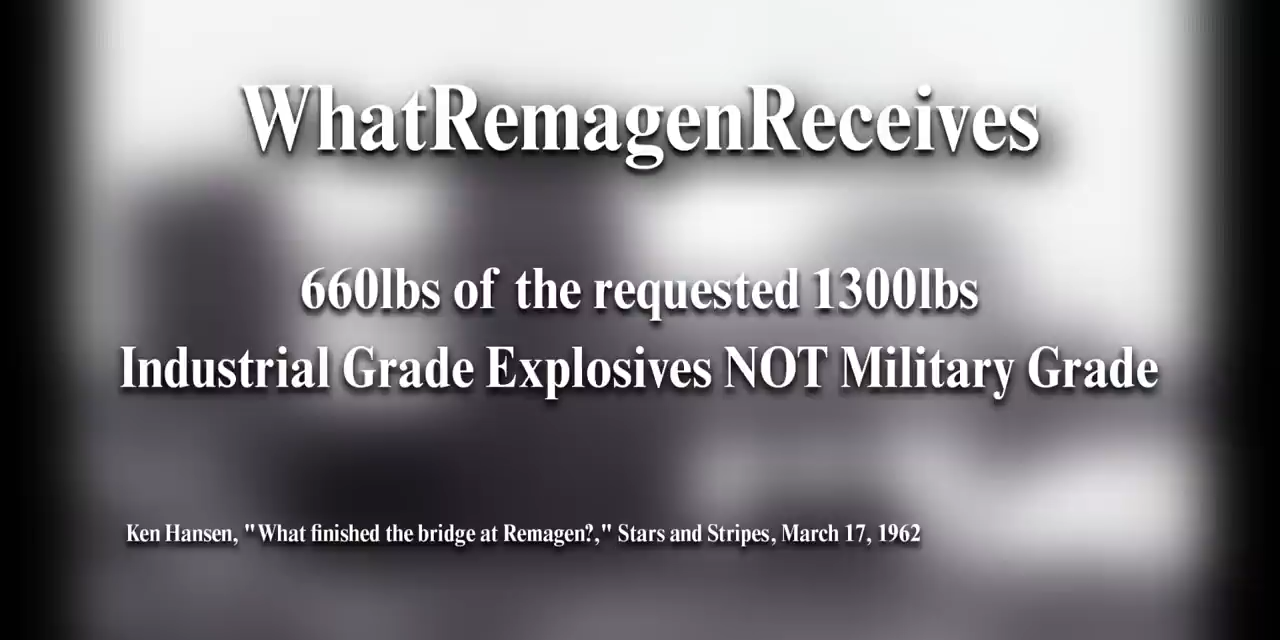 WhatRemagenReceives
660lbs of the requested 1300lbs
Industrial Grade Explosives NOT Military Grade
Ken Hansen, "What finished the bridge at Remagen?," Stars and Stripes, March 17, 1962